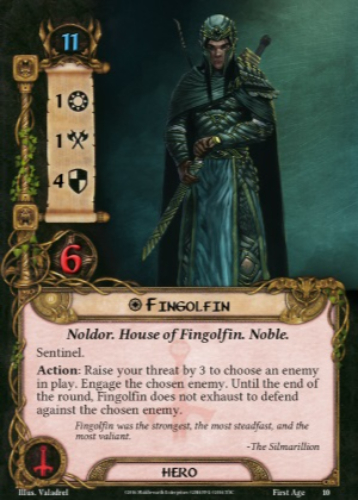 11
1
1
4
6
Fingolfin
Noldor. House of Fingolfin. Noble.
Sentinel.
Action: Raise your threat by 3 to choose an enemy
in play. Engage the chosen enemy. Until the end of
the round, Fingolfin does not exhaust to defend
against the chosen enemy.
Fingolfin was the strongest, the most steadfast, and the
most valiant.
-The Silmarillion
Illus. Valadrel
HERO
First Age
10